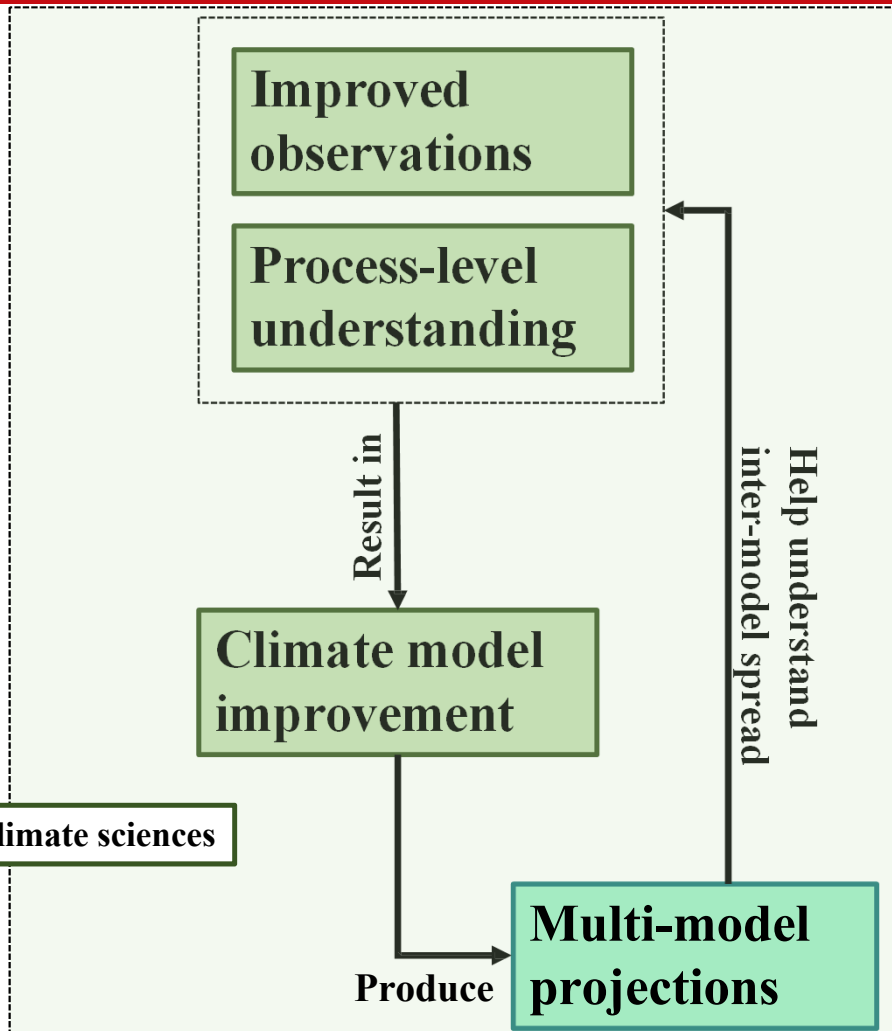 Improved
observations
Process-level
understanding
Result in
Help understand
inter-model spread
Climate model
improvement
limate sciences
Produce
Multi-model
projections